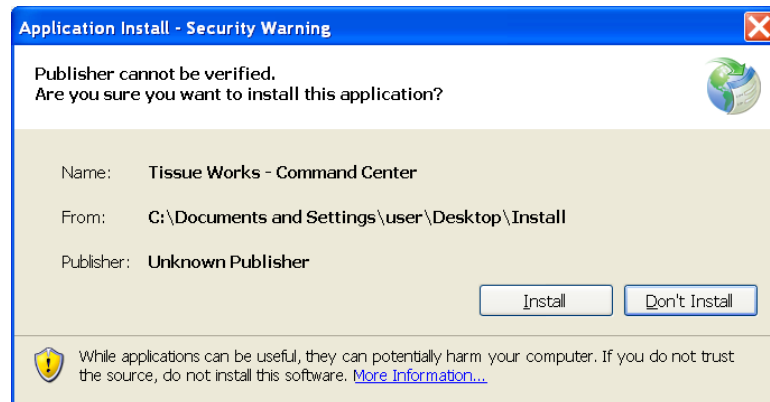 Application Install - Security Warning
Publisher cannot be verified.
Are you sure you want to install this application?
Name: Tissue Works - Command Center
From: C:\Documents and Settings\user\Desktop\Install
Publisher: Unknown Publisher
Install Don't Install
While applications can be useful, they can potentially harm your computer. If you do not trust
the source, do not install this software. More Information...